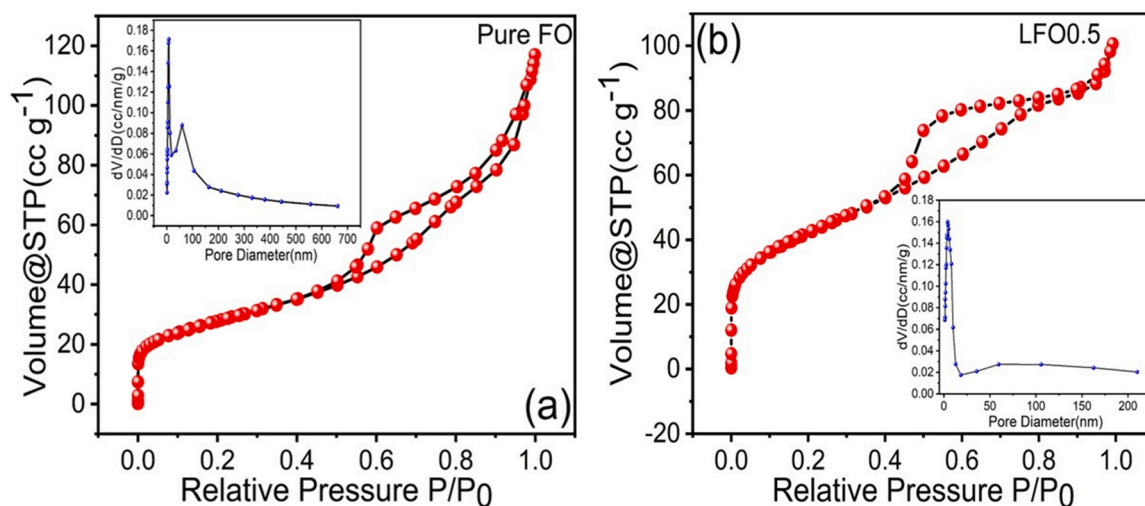 Pure FO
(a)
Volume@STP(cc g-1)
120
100
80
60
40
20
0
0.0 0.2 0.4 0.6 0.8 1.0
Relative Pressure P/P0
dV/dD(cc/nm/g)
0.18
0.16
0.14
0.12
0.10
0.08
0.06
0.04
0.02
0.00
0 100 200 300 400 500 600 700
Pore Diameter(nm)
(b)
LFO0.5
Volume@STP(cc g-1)
100
80
60
40
20
0
-20
0.0 0.2 0.4 0.6 0.8 1.0
Relative Pressure P/P0
dV/dD(cc/nm/g)
0.16
0.14
0.12
0.10
0.08
0.06
0.04
0.02
0.00
0 50 100 150 200
Pore Diameter(nm)